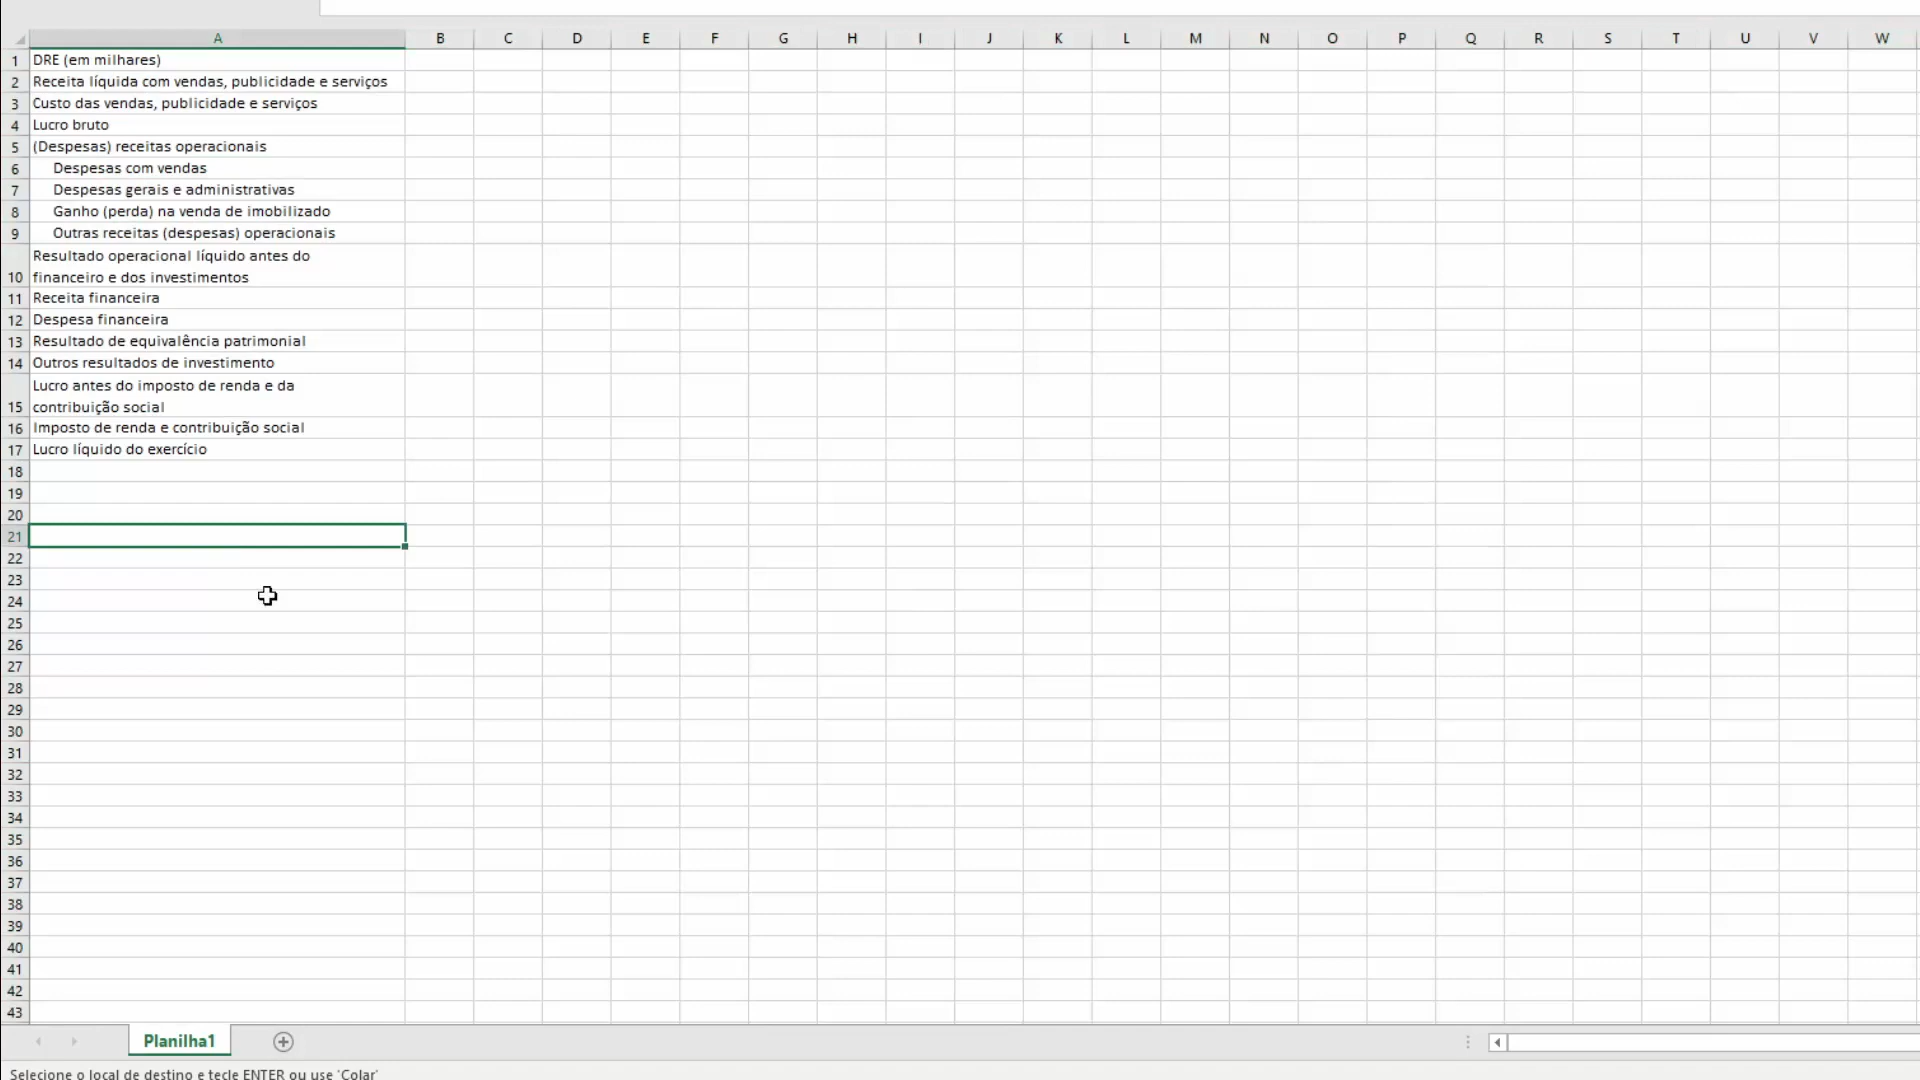 A B C D E F G H I J K L M N O P Q R S T U V W
1 DRE (em milhares)
2 Receita líquida com vendas, publicidade e serviços
3 Custo das vendas, publicidade e serviços
4 Lucro bruto
5 (Despesas) receitas operacionais
6 Despesas com vendas
7 Despesas gerais e administrativas
8 Ganho (perda) na venda de imobilizado
9 Outras receitas (despesas) operacionais
Resultado operacional líquido antes do
10 financeiro e dos investimentos
11 Receita financeira
12 Despesa financeira
13 Resultado de equivalência patrimonial
14 Outros resultados de investimento
Lucro antes do imposto de renda e da
15 contribuição social
16 Imposto de renda e contribuição social
17 Lucro líquido do exercício
18
19
20
21
22
23
24
25
26
27
28
29
30
31
32
33
34
35
36
37
38
39
40
41
42
43
Planilha1
Selecione o local de destino e tecle ENTER ou use 'Colar'